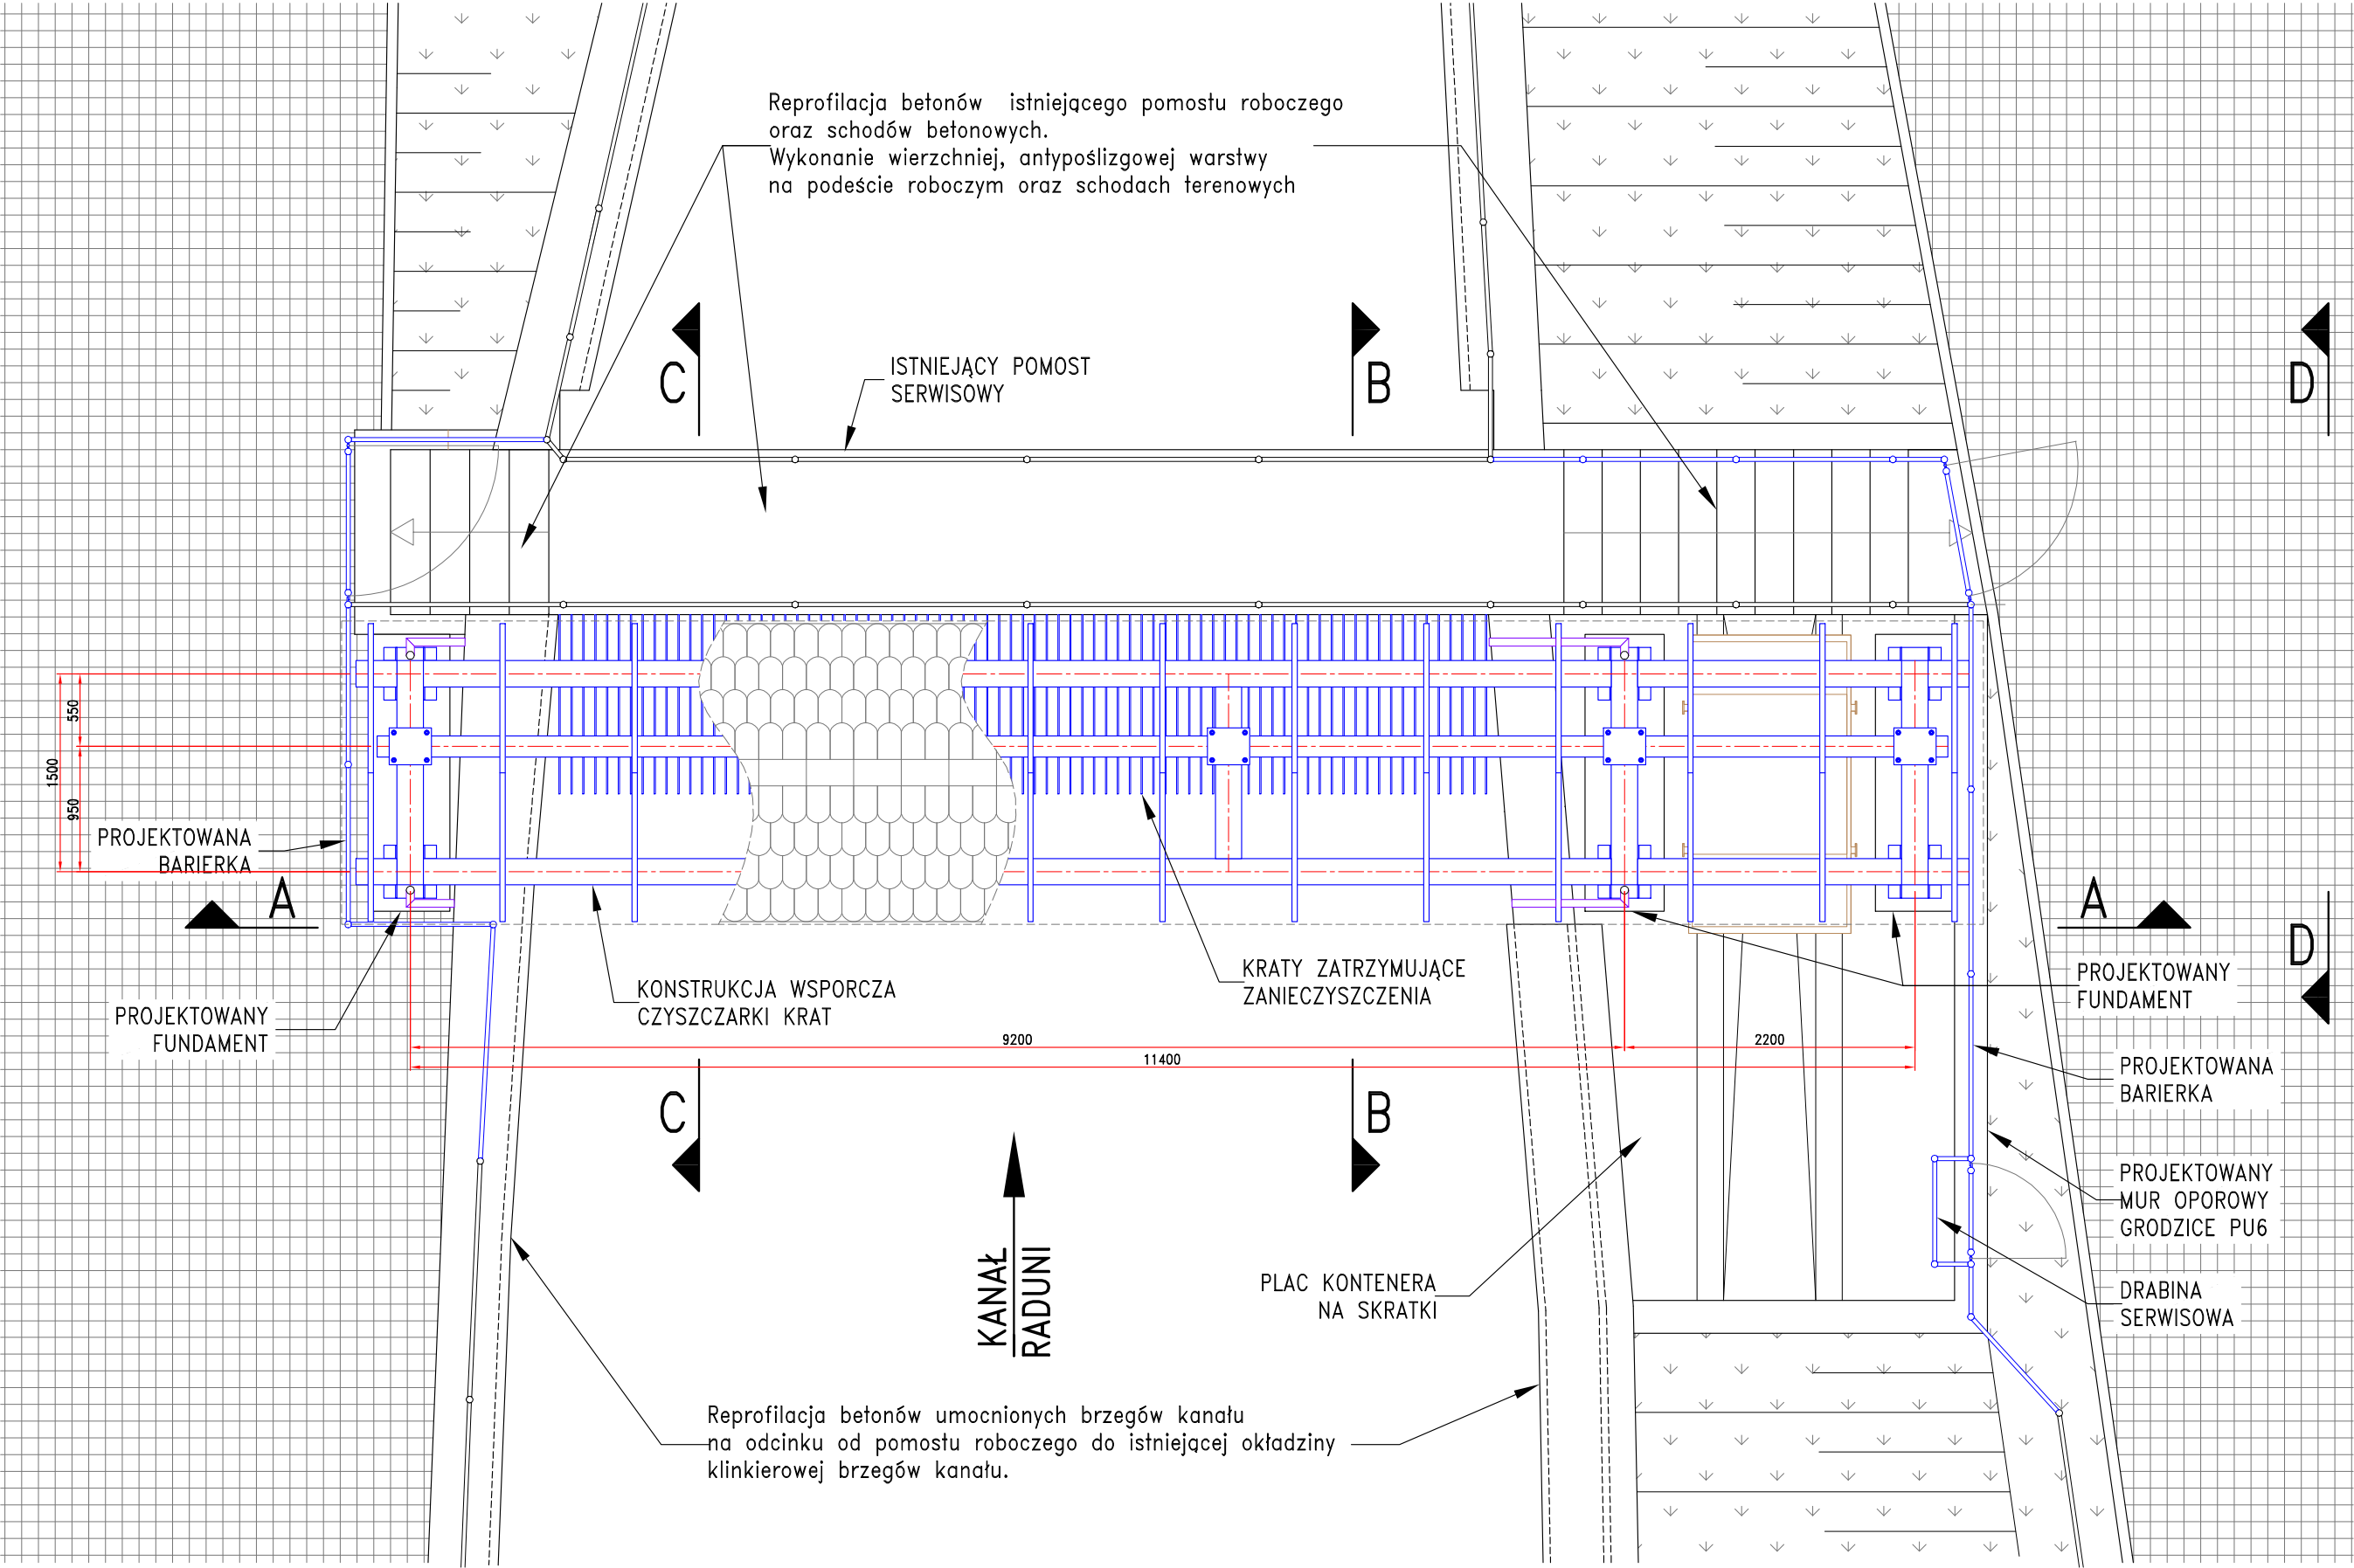 Reprofilacja betonów istniejącego pomostu roboczego
oraz schodów betonowych.
Wykonanie wierzchniej, antypoślizgowej warstwy
na podeście roboczym oraz schodach terenowych
C
B
D
ISTNIEJĄCY POMOST
SERWISOWY
550
1500
950
PROJEKTOWANA
BARIERKA
A
A
D
PROJEKTOWANY
FUNDAMENT
KONSTRUKCJA WSPORCZA
CZYSZCZARKI KRAT
KRATY ZATRZYMUJĄCE
ZANIECZYSZCZENIA
PROJEKTOWANY
FUNDAMENT
9200
2200
11400
C
B
PROJEKTOWANA
BARIERKA
PROJEKTOWANY
MUR OPOROWY
GRODZICE PU6
KANAŁ
RADUNI
PLAC KONTENERA
NA SKRATKI
DRABINA
SERWISOWA
Reprofilacja betonów umocnionych brzegów kanału
na odcinku od pomostu roboczego do istniejącej okładziny
klinkierowej brzegów kanału.